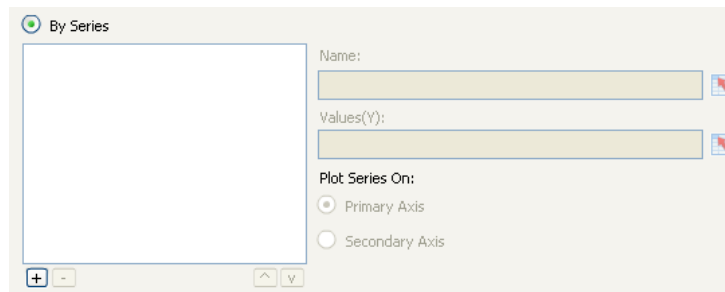 By Series
Name:
Values(Y):
Plot Series On:
Primary Axis
Secondary Axis
+ - ^ v